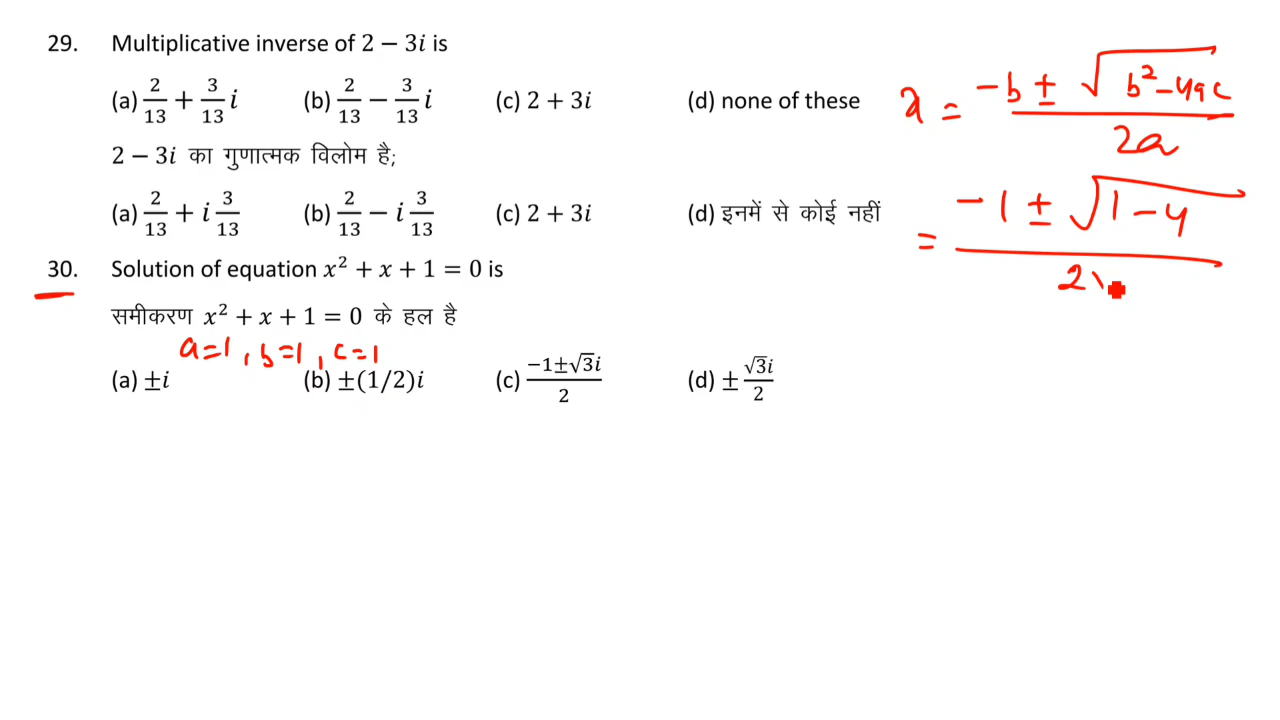 29. Multiplicative inverse of 2 − 3i is
(a) 2/13 + 3/13 i (b) 2/13 − 3/13 i (c) 2 + 3i (d) none of these
2 − 3i का गुणात्मक विलोम है;
(a) 2/13 + i 3/13 (b) 2/13 − i 3/13 (c) 2 + 3i (d) इनमें से कोई नहीं
30. Solution of equation x² + x + 1 = 0 is
समीकरण x² + x + 1 = 0 के हल है
a=1, b=1, c=1
(a) ±i (b) ±(1/2)i (c) −1±√3i/2 (d) ± √3i/2
x = −b ± √b²−4ac / 2a
= −1 ± √1−4 / 2×